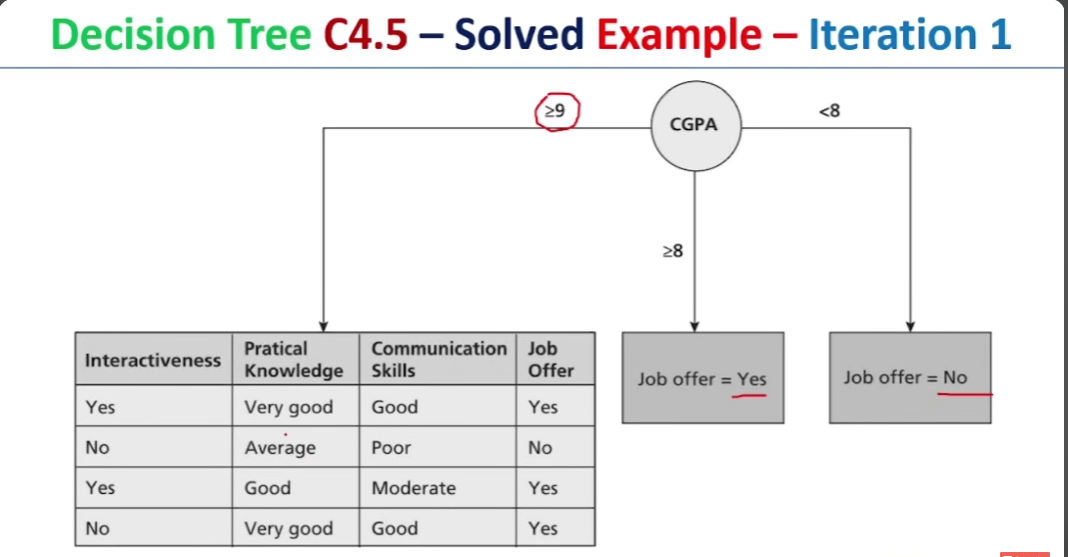 Decision Tree C4.5 – Solved Example – Iteration 1
≥9
CGPA
<8
≥8
Interactiveness
Pratical
Knowledge
Communication
Skills
Job
Offer
Yes Very good Good Yes
No Average Poor No
Yes Good Moderate Yes
No Very good Good Yes
Job offer = Yes
Job offer = No